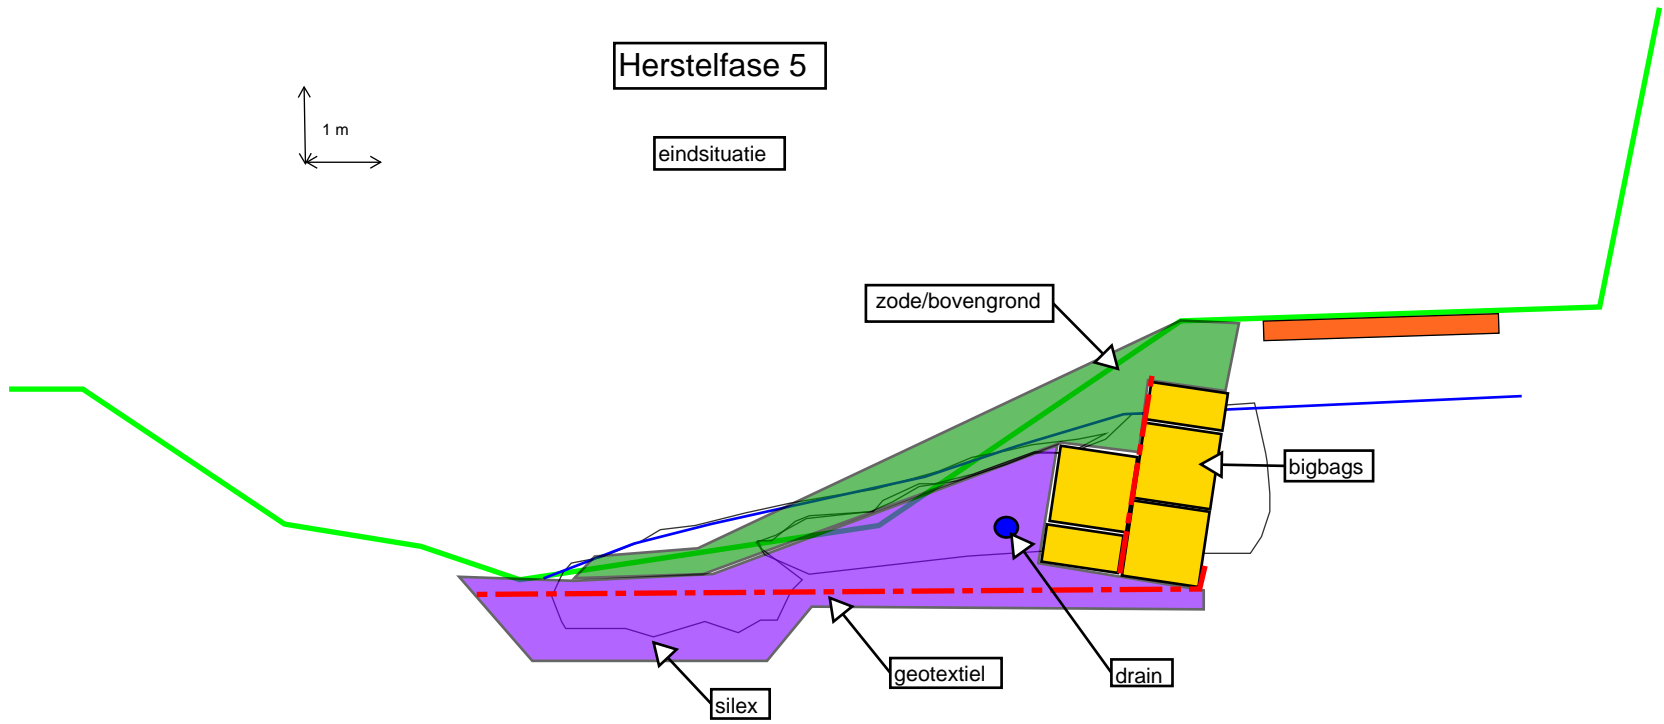 Herstelfase 5
1 m
eindsituatie
zode/bovengrond
bigbags
geotextiel
drain
silex